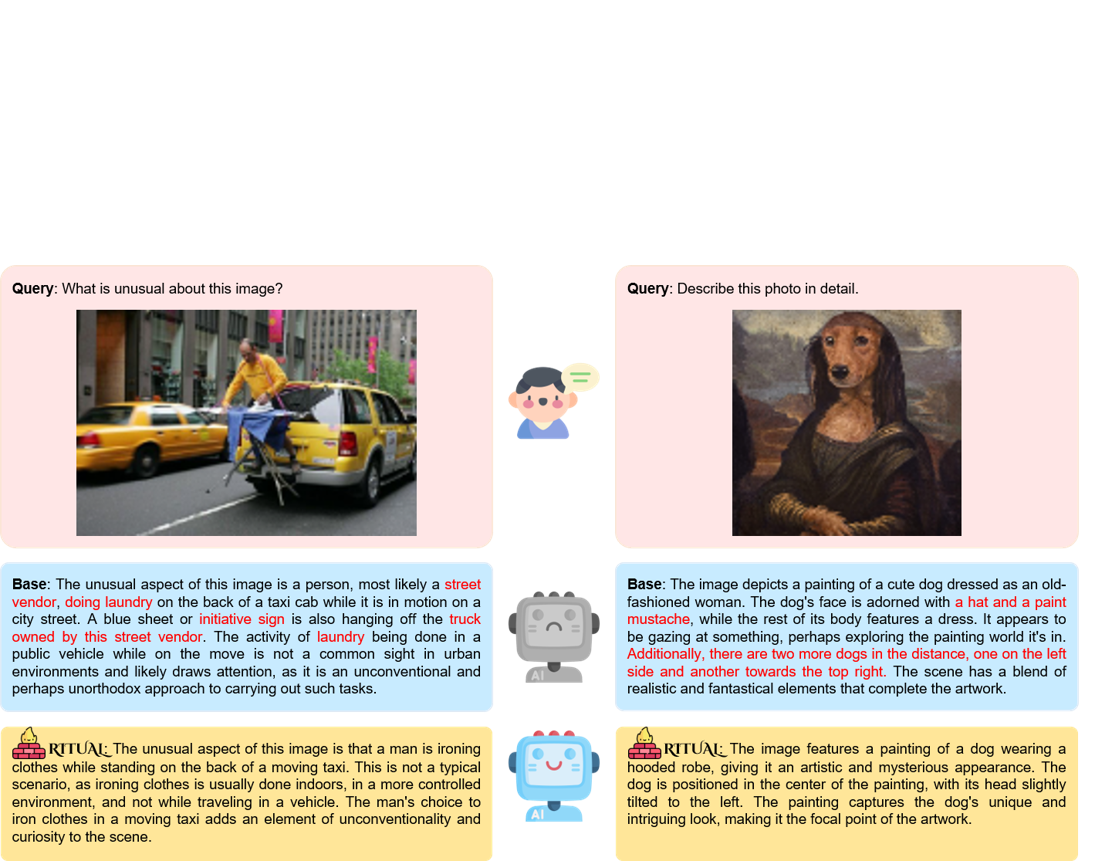 Query: What is unusual about this image?
Base: The unusual aspect of this image is a person, most likely a street
vendor, doing laundry on the back of a taxi cab while it is in motion on a
city street. A blue sheet or initiative sign is also hanging off the truck
owned by this street vendor. The activity of laundry being done in a
public vehicle while on the move is not a common sight in urban
environments and likely draws attention, as it is an unconventional and
perhaps unorthodox approach to carrying out such tasks.
RITUAL: The unusual aspect of this image is that a man is ironing
clothes while standing on the back of a moving taxi. This is not a typical
scenario, as ironing clothes is usually done indoors, in a more controlled
environment, and not while traveling in a vehicle. The man's choice to
iron clothes in a moving taxi adds an element of unconventionality and
curiosity to the scene.
AI
AI
Query: Describe this photo in detail.
Base: The image depicts a painting of a cute dog dressed as an old-
fashioned woman. The dog's face is adorned with a hat and a paint
mustache, while the rest of its body features a dress. It appears to
be gazing at something, perhaps exploring the painting world it's in.
Additionally, there are two more dogs in the distance, one on the left
side and another towards the top right. The scene has a blend of
realistic and fantastical elements that complete the artwork.
RITUAL: The image features a painting of a dog wearing a
hooded robe, giving it an artistic and mysterious appearance. The
dog is positioned in the center of the painting, with its head slightly
tilted to the left. The painting captures the dog's unique and
intriguing look, making it the focal point of the artwork.